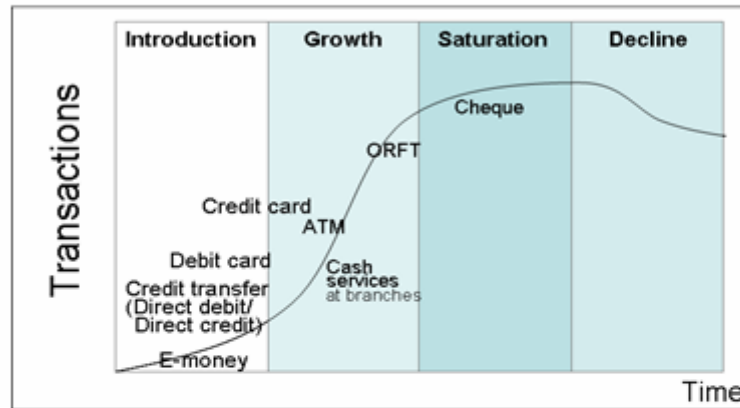 Introduction
Growth
Saturation
Decline
Transactions
Cheque
ORFT
Credit card
ATM
Debit card
Cash
services
at branches
Credit transfer
(Direct debit/
Direct credit)
E-money
Time